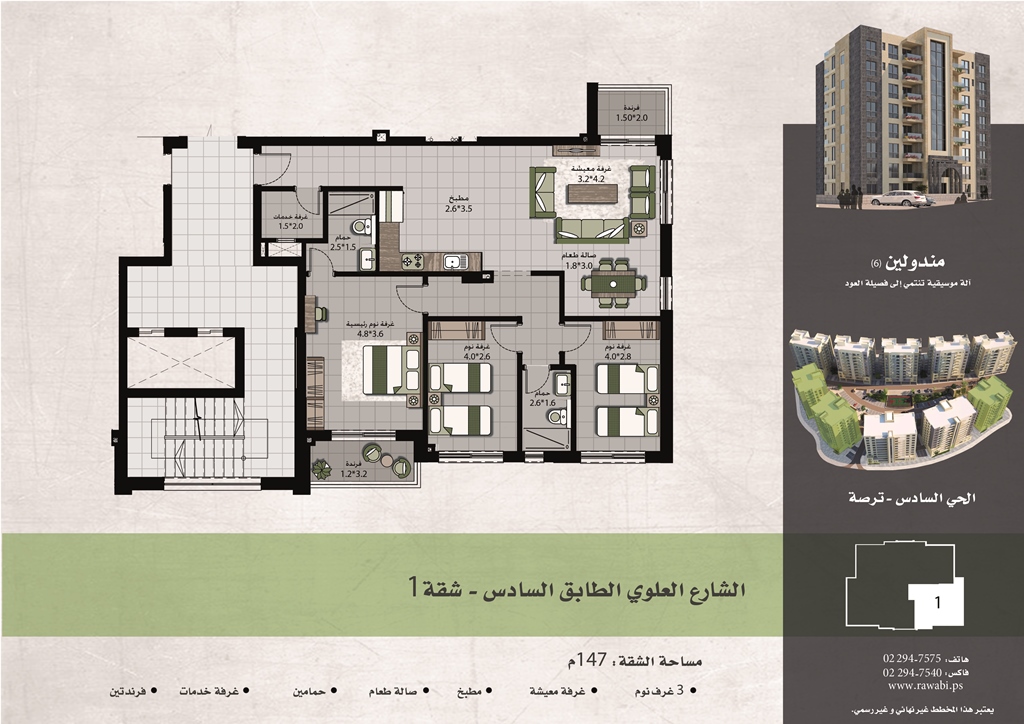 فرندة
1.50*2.0
غرفة معيشة
3.2*4.2
مطبخ
2.6*3.5
غرفة خدمات
1.5*2.0
حمام
2.5*1.5
صالة طعام
1.8*3.0
غرفة نوم رئيسية
4.8*3.6
غرفة نوم
4.0*2.6
غرفة نوم
4.0*2.8
حمام
2.6*1.6
فرندة
1.2*3.2
مندولين (6)
آلة موسيقية تنتمي إلى فصيلة العود
الحي السادس - ترصة
الشارع العلوي الطابق السادس - شقة 1
1
مساحة الشقة : 147م
• 3 غرف نوم • غرفة معيشة • مطبخ • صالة طعام • حمامين • غرفة خدمات • فرندتين
هاتف: 02 294-7575
فاكس: 02 294-7540
www.rawabi.ps
يعتبر هذا المخطط غير نهائي و غير رسمي.